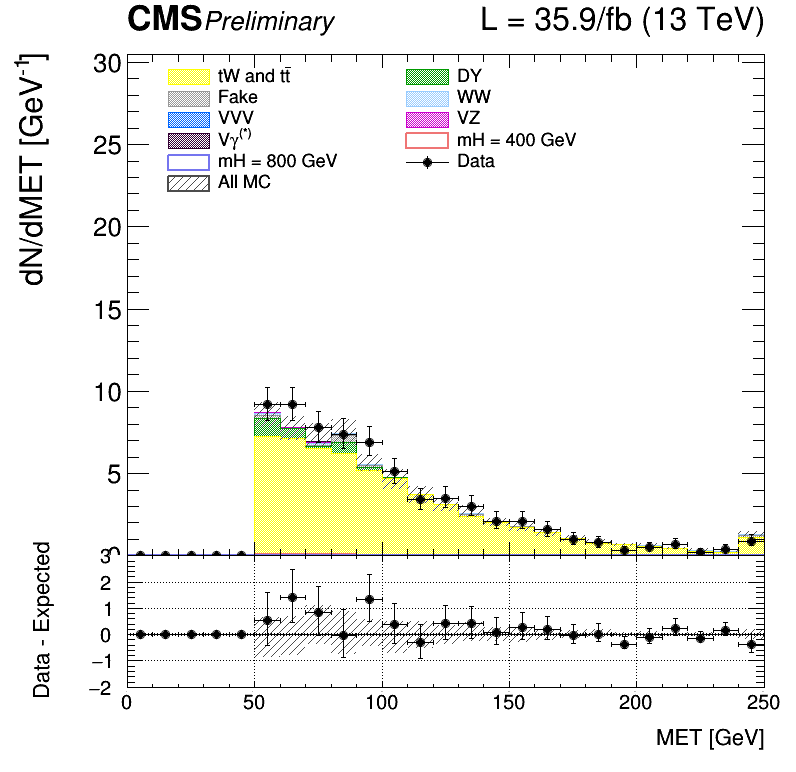 CMS Preliminary L = 35.9/fb (13 TeV)
dN/dMET [GeV⁻¹]
30
25
20
15
10
5
tW and tt̄ DY
Fake WW
VVV VZ
Vγ(*) mH = 400 GeV
mH = 800 GeV Data
All MC
Data - Expected
3
2
1
0
−1
−2
0 50 100 150 200 250
MET [GeV]